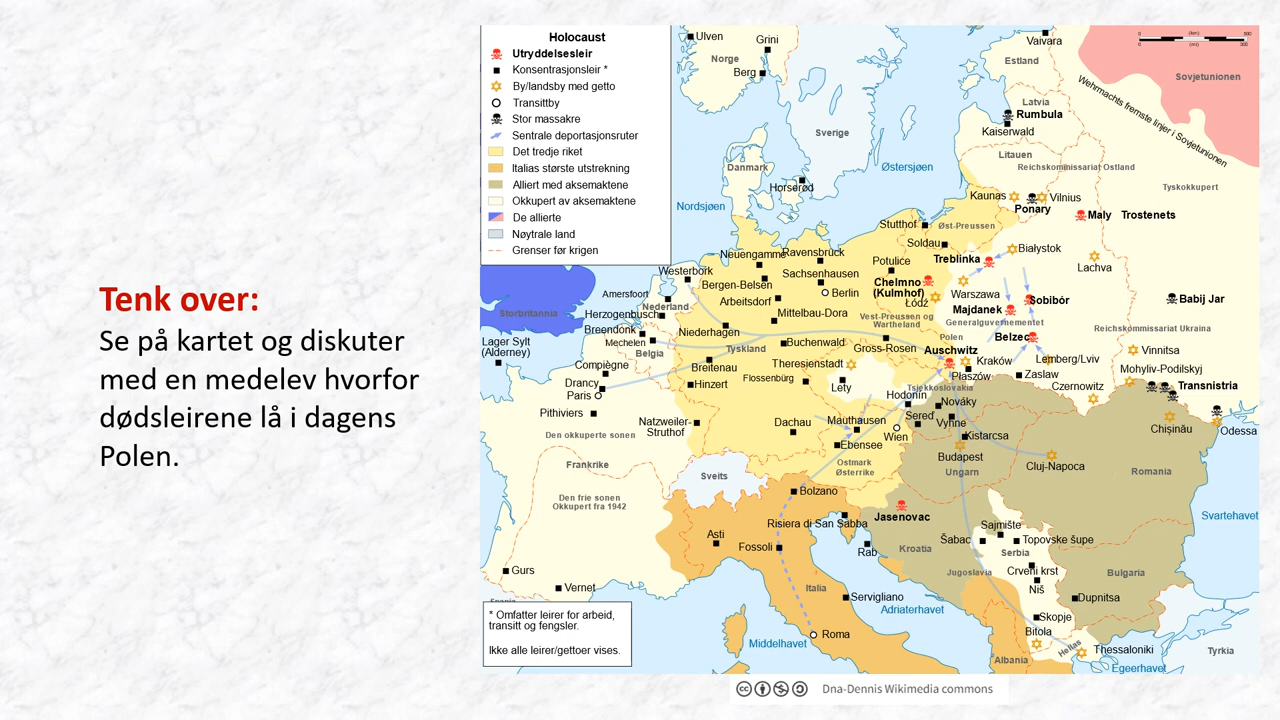 Tenk over:
Se på kartet og diskuter
med en medelev hvorfor
dødsleirene lå i dagens
Polen.
Holocaust
Utryddelsesleir
Konsentrasjonsleir *
By/landsby med getto
Transittby
Stor massakre
Sentrale deportasjonsruter
Det tredje riket
Italias største utstrekning
Alliert med aksemaktene
Okkupert av aksemaktene
De allierte
Nøytrale land
Grenser før krigen
Ulven
Grini
Norge
Berg
Sverige
Danmark
Horserød
Nordsjøen
Østersjøen
Vaivara
Estland
Sovjetunionen
Wehrmachts fremste linjer i Sovjetunionen
Latvia
Rumbula
Kaiserwald
Litauen
Reichskommissariat Ostland
Tyskokkupert
Kaunas
Vilnius
Ponary
Maly Trostenets
Stutthof
Øst-Preussen
Soldau
Białystok
Treblinka
Lachva
Neuengamme
Ravensbrück
Potulice
Sachsenhausen
Westerbork
Bergen-Belsen
Chelmno
(Kulmhof)
Warszawa
Berlin
Łódź
Sobibór
Babij Jar
Amersfoort
Arbeitsdorf
Nederland
Majdanek
Herzogenbusch
Mittelbau-Dora
Vest-Preussen og
Wartheland
Generalguvernementet
Storbritannia
Reichskommissariat Ukraina
Breendonk
Niederhagen
Polen
Belzec
Lager Sylt
(Alderney)
Mechelen
Belgia
Tyskland
Buchenwald
Gross-Rosen
Auschwitz
Vinnitsa
Compiègne
Breitenau
Theresienstadt
Kraków
Lemberg/Lviv
Mohyliv-Podilskyj
Drancy
Paris
Hinzert
Flossenbürg
Lety
Płaszów
Zaslaw
Czernowitz
Transnistria
Tsjekkoslovakia
Hodonín
Nováky
Pithiviers
Natzweiler-
Struthof
Dachau
Mauthausen
Sereď
Vyhne
Chișinău
Odessa
Den okkuperte sonen
Wien
Kistarcsa
Ebensee
Budapest
Frankrike
Sveits
Ostmark
Østerrike
Ungarn
Cluj-Napoca
Romania
Den frie sonen
Okkupert fra 1942
Bolzano
Svartehavet
Risiera di San Sabba
Jasenovac
Asti
Fossoli
Rab
Kroatia
Sajmište
Šabac
Topovske šupe
Serbia
Gurs
Vernet
Jugoslavia
Crveni krst
Niš
Bulgaria
Italia
Servigliano
Dupnitsa
Adriaterhavet
Skopje
Middelhavet
Roma
Bitola
Hellas
Thessaloniki
Albania
Egeerhavet
Tyrkia
* Omfatter leirer for arbeid,
transitt og fengsler.
Ikke alle leirer/gettoer vises.
Dna-Dennis Wikimedia commons